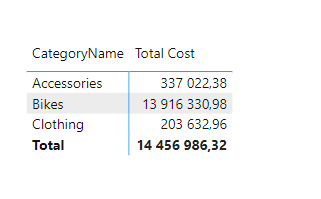 CategoryName Total Cost
Accessories 337 022,38
Bikes 13 916 330,98
Clothing 203 632,96
Total 14 456 986,32